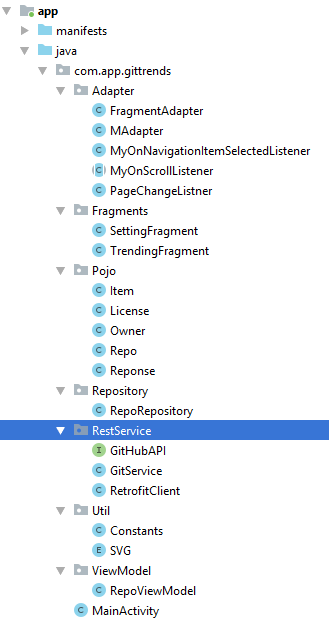 app
manifests
java
com.app.gittrends
Adapter
FragmentAdapter
MAdapter
MyOnNavigationItemSelectedListener
MyOnScrollListener
PageChangeListner
Fragments
SettingFragment
TrendingFragment
Pojo
Item
License
Owner
Repo
Reponse
Repository
RepoRepository
RestService
GitHubAPI
GitService
RetrofitClient
Util
Constants
SVG
ViewModel
RepoViewModel
MainActivity